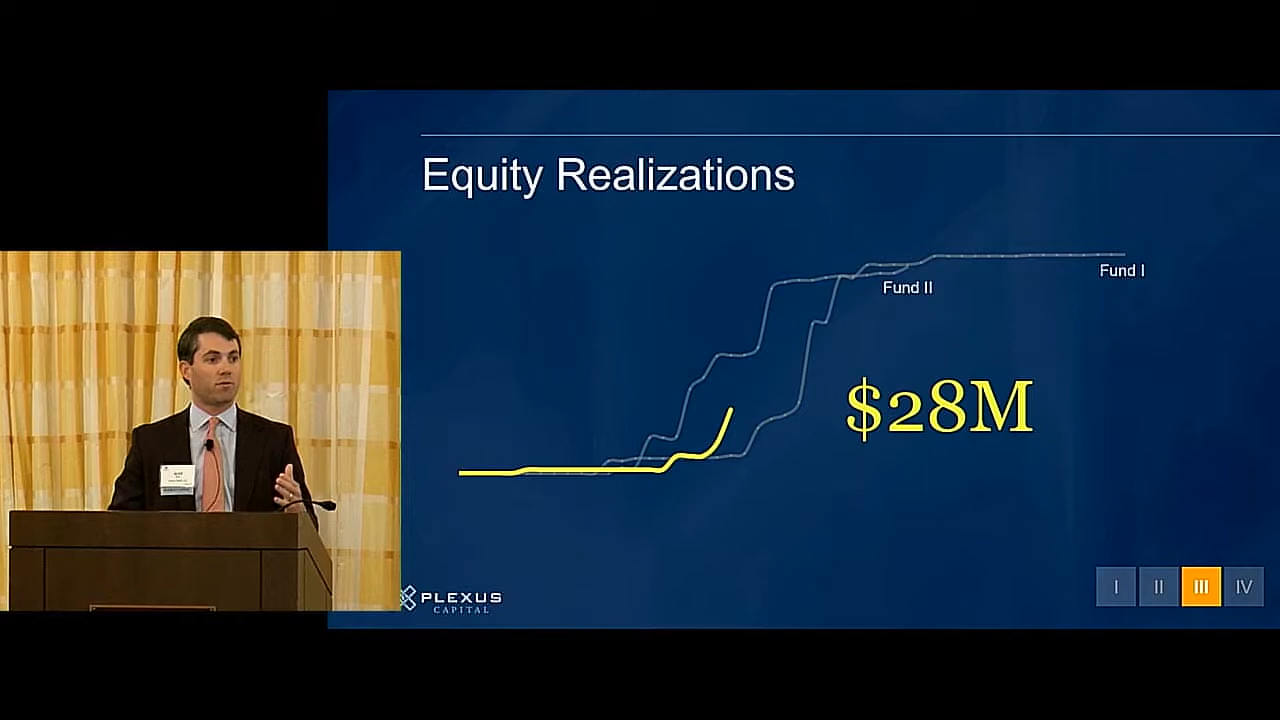 Equity Realizations
Fund I
Fund II
$28M
PLEXUS
CAPITAL
I
II
III
IV